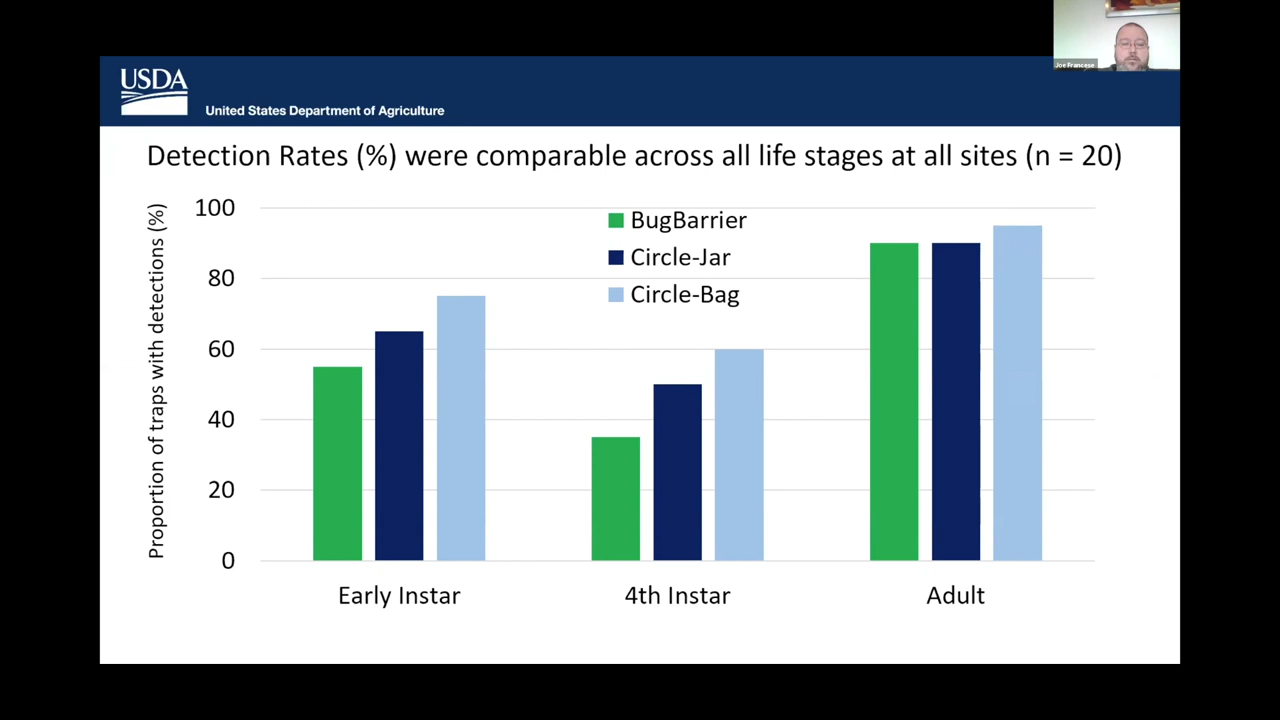 Joe Francese
USDA
United States Department of Agriculture
Detection Rates (%) were comparable across all life stages at all sites (n = 20)
Proportion of traps with detections (%)
100
80
60
40
20
0
BugBarrier
Circle-Jar
Circle-Bag
Early Instar
4th Instar
Adult